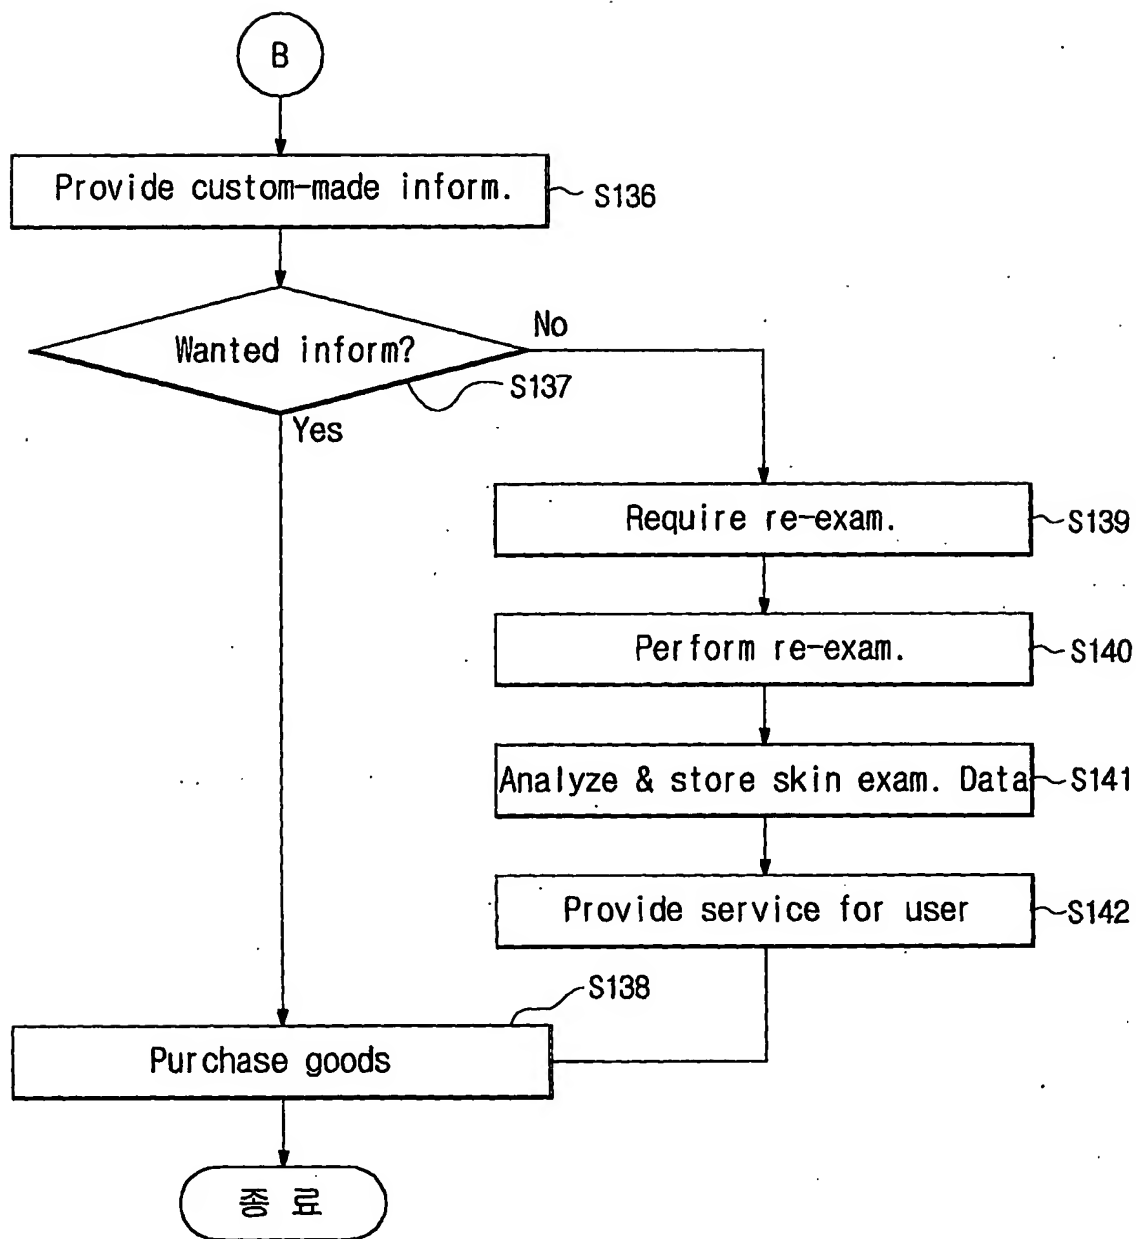 B
Provide custom-made inform.
S136
Wanted inform?
No
S137
Yes
Require re-exam.
S139
Perform re-exam.
S140
Analyze & store skin exam. Data
S141
Provide service for user
S142
S138
Purchase goods
종 료